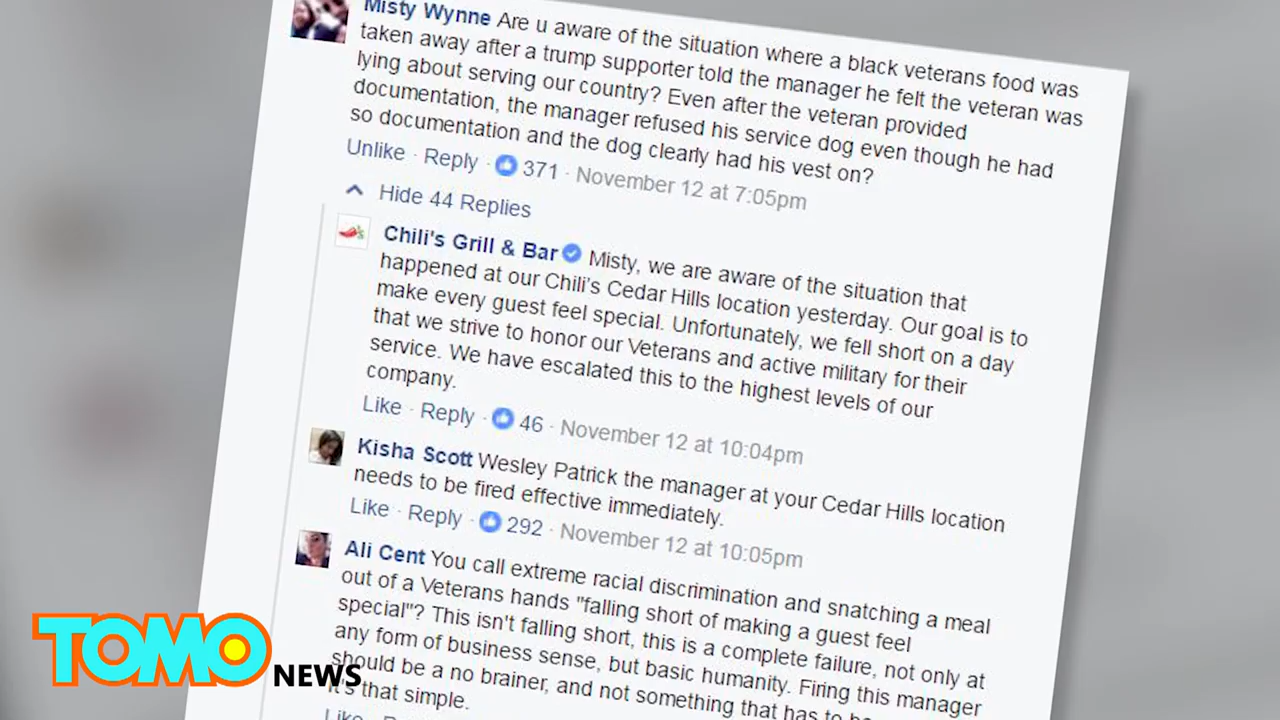 Misty Wynne Are u aware of the situation where a black veterans food was
taken away after a trump supporter told the manager he felt the veteran was
lying about serving our country? Even after the veteran provided
documentation, the manager refused his service dog even though he had
so documentation and the dog clearly had his vest on?
Unlike · Reply · 371 · November 12 at 7:05pm
Hide 44 Replies
Chili's Grill & Bar Misty, we are aware of the situation that
happened at our Chili's Cedar Hills location yesterday. Our goal is to
make every guest feel special. Unfortunately, we fell short on a day
that we strive to honor our Veterans and active military for their
service. We have escalated this to the highest levels of our
company.
Like · Reply · 46 · November 12 at 10:04pm
Kisha Scott Wesley Patrick the manager at your Cedar Hills location
needs to be fired effective immediately.
Like · Reply · 292 · November 12 at 10:05pm
Ali Cent You call extreme racial discrimination and snatching a meal
out of a Veterans hands "falling short of making a guest feel
special"? This isn't falling short, this is a complete failure, not only at
any form of business sense, but basic humanity. Firing this manager
should be a no brainer, and not something that has to
It's that simple.
Like
TOMO
NEWS